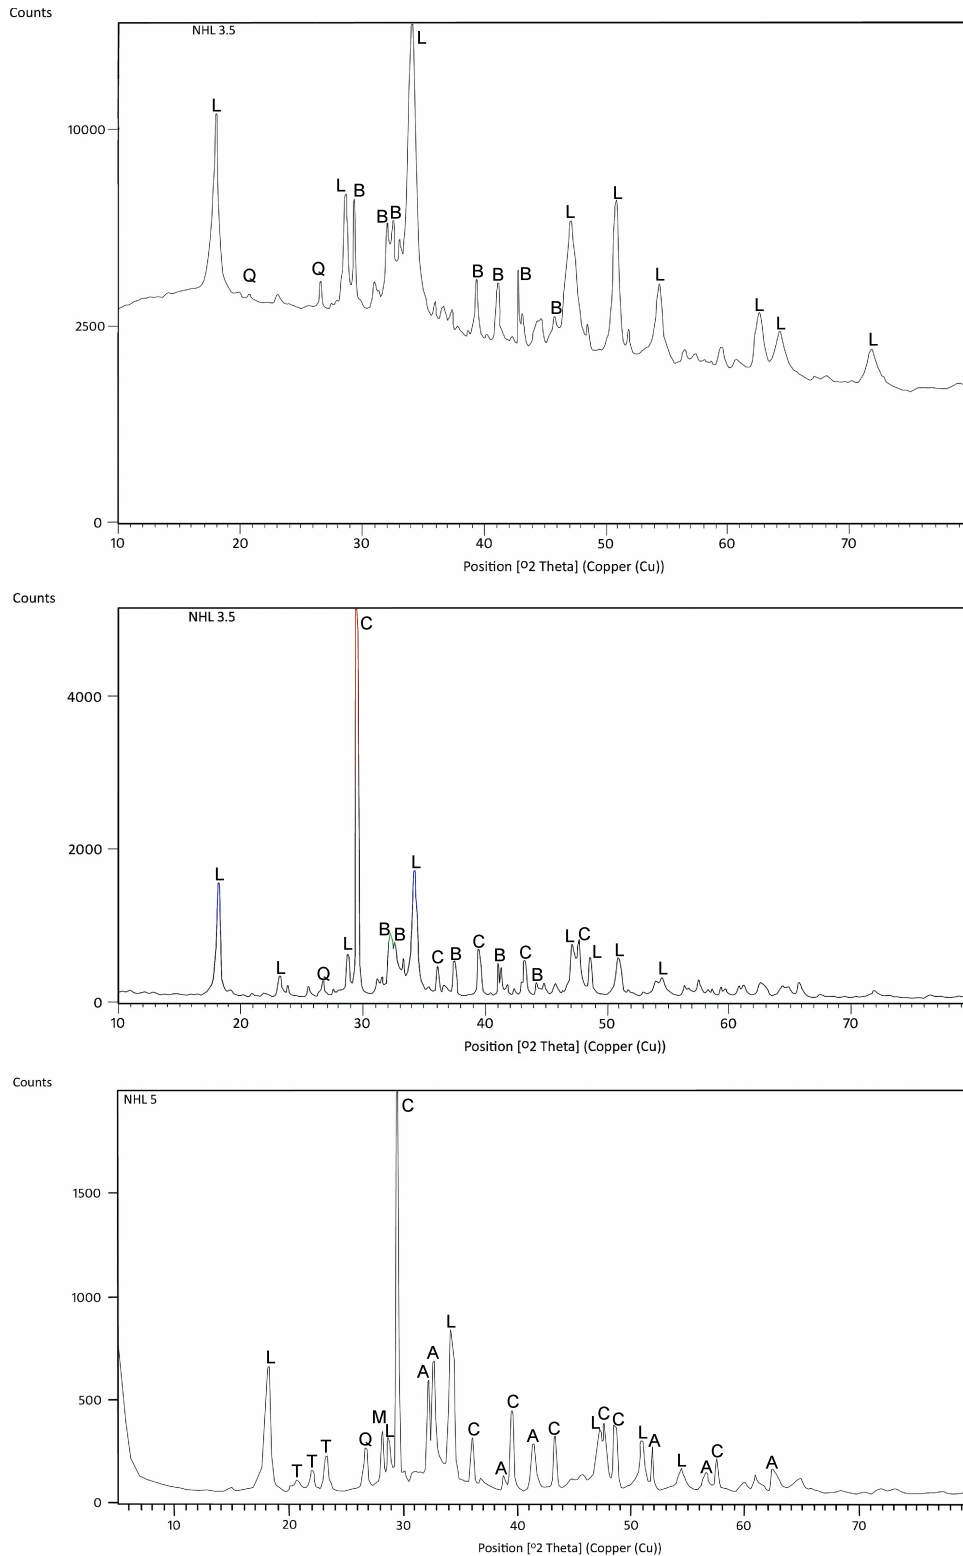 Counts
NHL 3.5
L
L
10000
L B
L
L
B B
Q
Q
B B B
L
B
L
L
2500
L
0
10 20 30 40 50 60 70
Position [º2 Theta] (Copper (Cu))
Counts
NHL 3.5
C
4000
2000
L
L
B B
L
C B C L C L L
L Q B B L
B
0
10 20 30 40 50 60 70
Position [º2 Theta] (Copper (Cu))
Counts
NHL 5
C
1500
1000
L
L
A A
500
C
M L C C C
Q C A C L A
T T T A L A C A
0
10 20 30 40 50 60 70
Position [º2 Theta] (Copper (Cu))